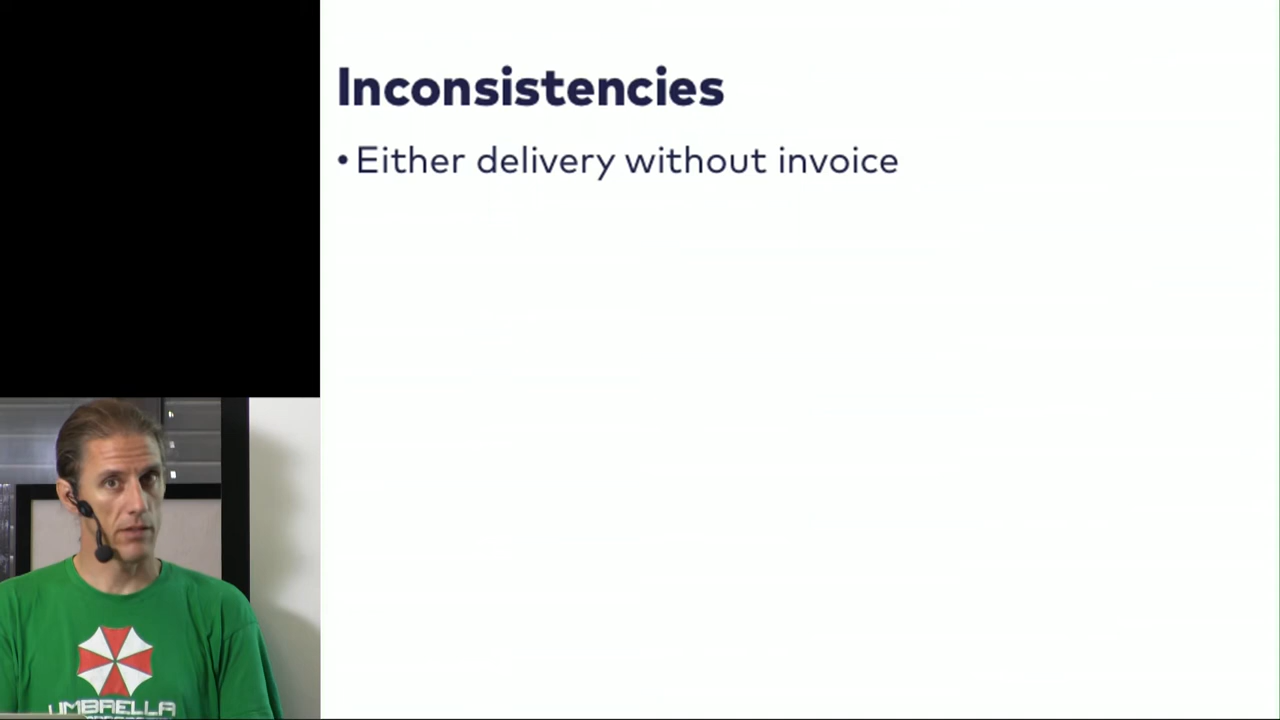 Inconsistencies
• Either delivery without invoice
UMBRELLA